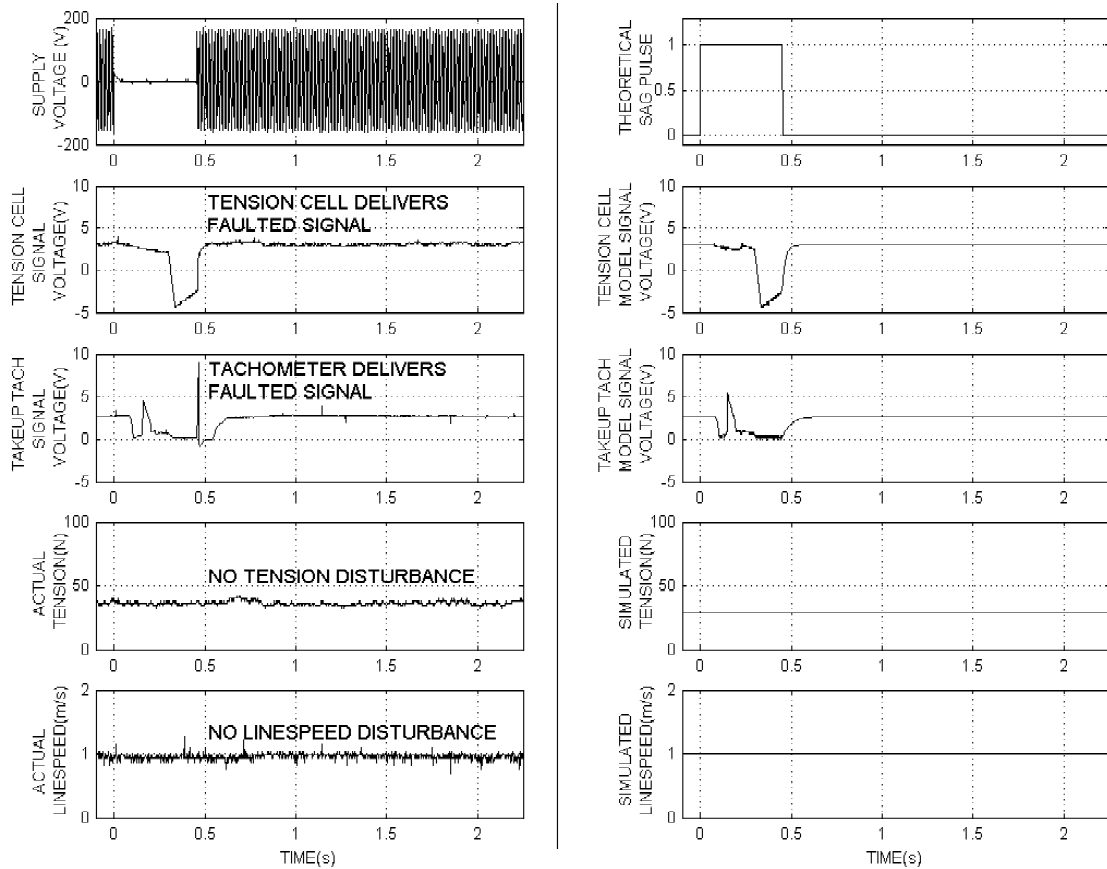 SUPPLY
VOLTAGE (V)
200
0
-200
0
0.5
1
1.5
2
TENSION CELL
SIGNAL
VOLTAGE(V)
10
5
0
-5
TENSION CELL DELIVERS
FAULTED SIGNAL
0
0.5
1
1.5
2
TAKEUP TACH
SIGNAL
VOLTAGE(V)
10
5
0
-5
TACHOMETER DELIVERS
FAULTED SIGNAL
0
0.5
1
1.5
2
ACTUAL
TENSION(N)
100
50
0
NO TENSION DISTURBANCE
0
0.5
1
1.5
2
ACTUAL
LINESPEED(m/s)
2
1
0
NO LINESPEED DISTURBANCE
0
0.5
1
1.5
2
TIME(s)
THEORETICAL
SAG PULSE
1
0.5
0
0
0.5
1
1.5
2
TENSION CELL
MODEL SIGNAL
VOLTAGE(V)
10
5
0
-5
0
0.5
1
1.5
2
TAKEUP TACH
MODEL SIGNAL
VOLTAGE(V)
10
5
0
-5
0
0.5
1
1.5
2
SIMULATED
TENSION(N)
100
50
0
0
0.5
1
1.5
2
SIMULATED
LINESPEED(m/s)
2
1
0
0
0.5
1
1.5
2
TIME(s)